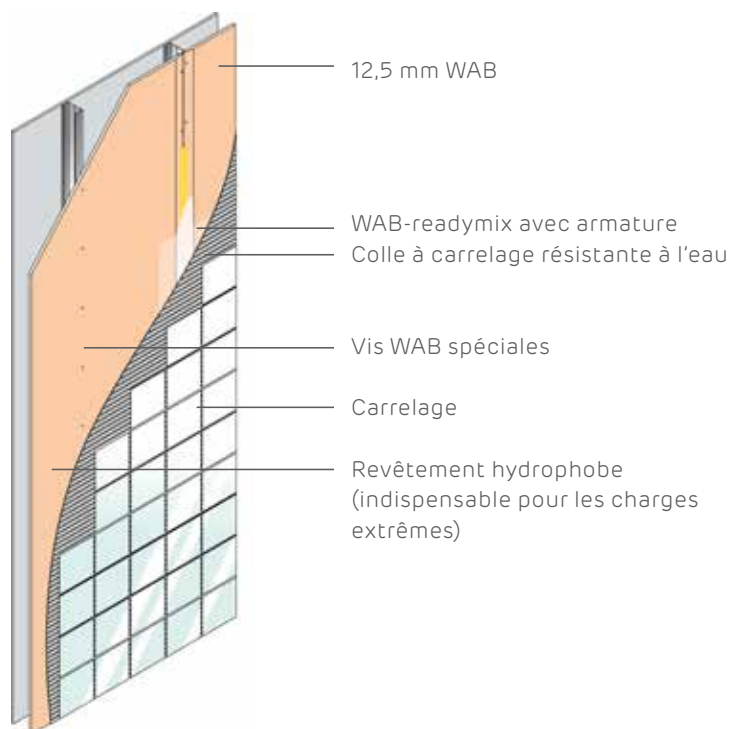 12,5 mm WAB
WAB-readymix avec armature
Colle à carrelage résistante à l'eau
Vis WAB spéciales
Carrelage
Revêtement hydrophobe
(indispensable pour les charges
extrêmes)